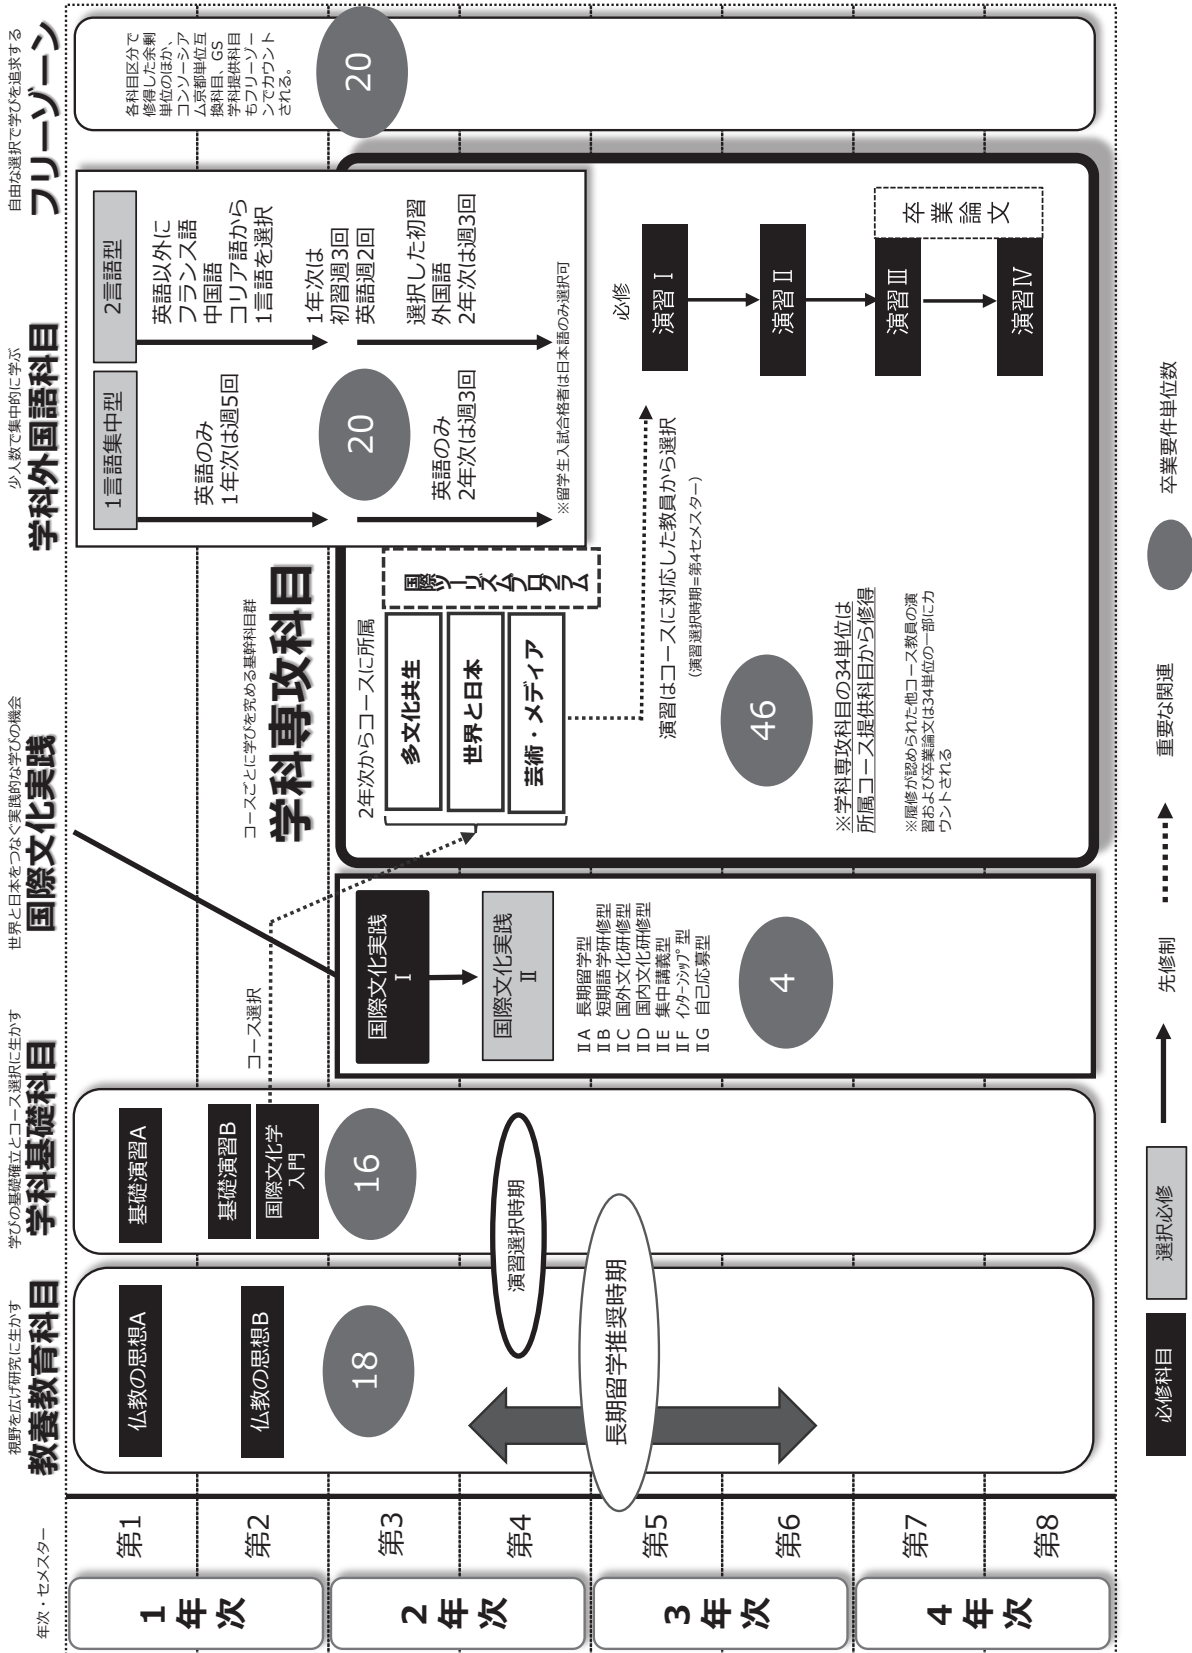 年次・セメスター
視野を広げ研究に生かす
教養教育科目
学びの基礎確立とコース選択に生かす
学科基礎科目
世界と日本をつなぐ実践的な学びの機会
国際文化実践
コースごとに学びを究める基幹科目群
学科専攻科目
少人数で集中的に学ぶ
学科外国語科目
自由な選択で学びを追求する
フリーゾーン
1
年
次
第1
第2
2
年
次
第3
第4
3
年
次
第5
第6
4
年
次
第7
第8
仏教の思想A
仏教の思想B
18
長期留学推奨時期
演習選択時期
基礎演習A
基礎演習B
国際文化学
入門
16
コース選択
国際文化実践
Ⅰ
国際文化実践
Ⅱ
ⅡA 長期留学型
ⅡB 短期語学研修型
ⅡC 国外文化研修型
ⅡD 国内文化研修型
ⅡE 集中講義型
ⅡF インターンシップ型
ⅡG 自己応募型
4
2年次からコースに所属
多文化共生
世界と日本
芸術・メディア
国際ツーリズムプログラム
演習はコースに対応した教員から選択
(演習選択時期=第4セメスター)
46
※学科専攻科目の34単位は
所属コース提供科目から修得
※履修が認められた他コース教員の演
習および卒業論文は34単位の一部にカ
ウントされる
必修
演習Ⅰ
演習Ⅱ
演習Ⅲ
演習Ⅳ
卒業論文
1言語集中型
英語のみ
1年次は週5回
20
英語のみ
2年次は週3回
2言語型
英語以外に
フランス語
中国語
コリア語から
1言語を選択
1年次は
初習週3回
英語週2回
選択した初習
外国語
2年次は週3回
※留学生入試合格者は日本語のみ選択可
各科目区分で
修得した余剰
単位のほか、
コンソーシア
ム京都単位互
換科目、GS
学科提供科目
もフリーゾー
ンでカウント
される。
20
必修科目
選択必修
先修制
重要な関連
卒業要件単位数